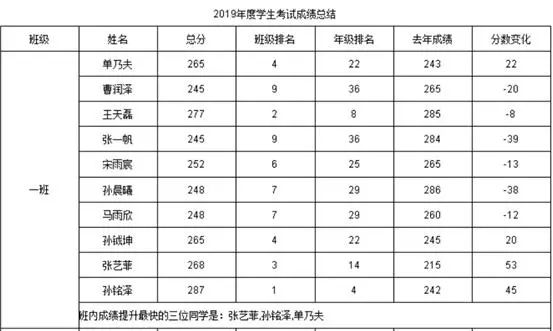 2019年度学生考试成绩总结
班级 姓名 总分 班级排名 年级排名 去年成绩 分数变化
一班
单乃夫 265 4 22 243 22
曹润泽 245 9 36 265 -20
王天磊 277 2 8 285 -8
张一帆 245 9 36 284 -39
宋雨宸 252 6 25 265 -13
孙晨曦 248 7 29 286 -38
马雨欣 248 7 29 260 -12
孙钺坤 265 4 22 245 20
张艺菲 268 3 14 215 53
孙铭泽 287 1 4 242 45
班内成绩提升最快的三位同学是: 张艺菲,孙铭泽,单乃夫